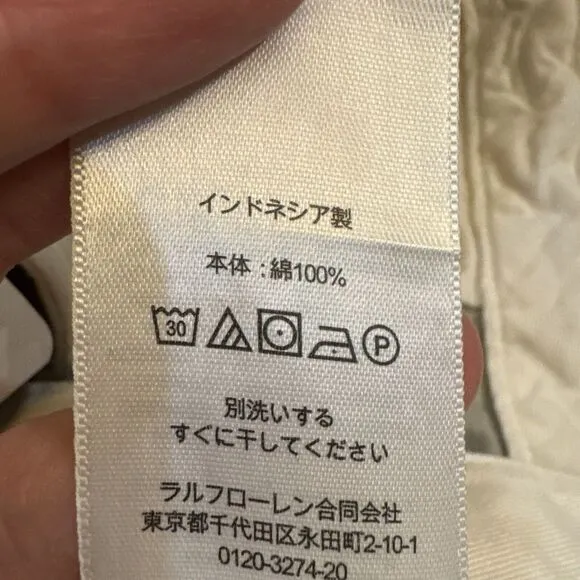 インドネシア製
本体：綿100%
30 P
別洗いする
すぐに干してください
ラルフローレン合同会社
東京都千代田区永田町2-10-1
0120-3274-20